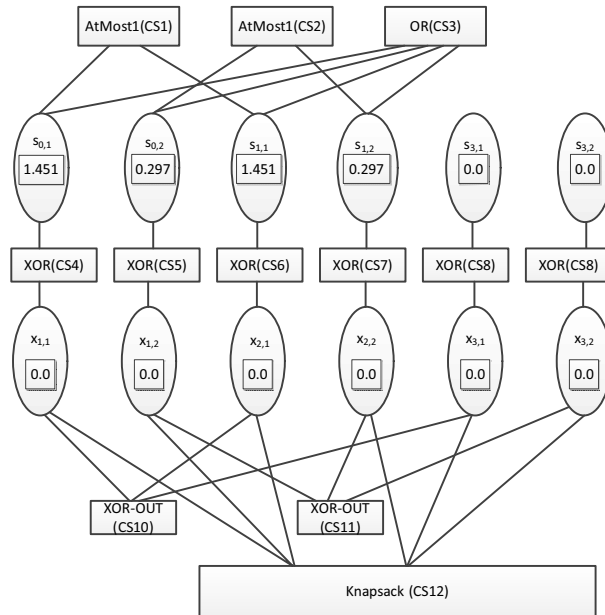 AtMost1(CS1) AtMost1(CS2) OR(CS3)
s0,1 s0,2 s1,1 s1,2 s3,1 s3,2
1.451 0.297 1.451 0.297 0.0 0.0
XOR(CS4) XOR(CS5) XOR(CS6) XOR(CS7) XOR(CS8) XOR(CS8)
x1,1 x1,2 x2,1 x2,2 x3,1 x3,2
0.0 0.0 0.0 0.0 0.0 0.0
XOR-OUT (CS10)
XOR-OUT (CS11)
Knapsack (CS12)